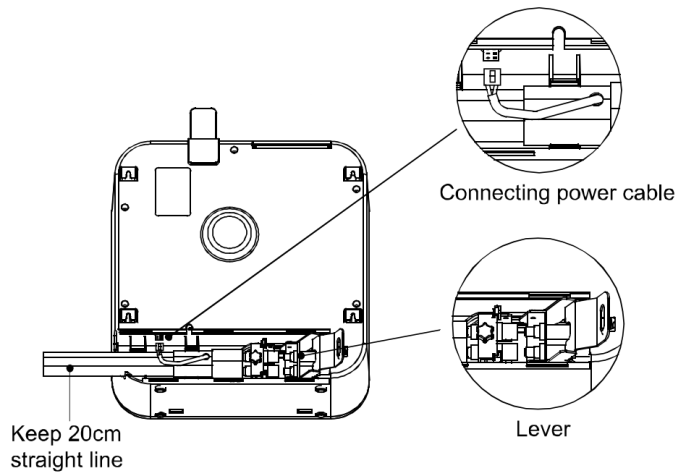 Connecting power cable
Lever
Keep 20cm
straight line